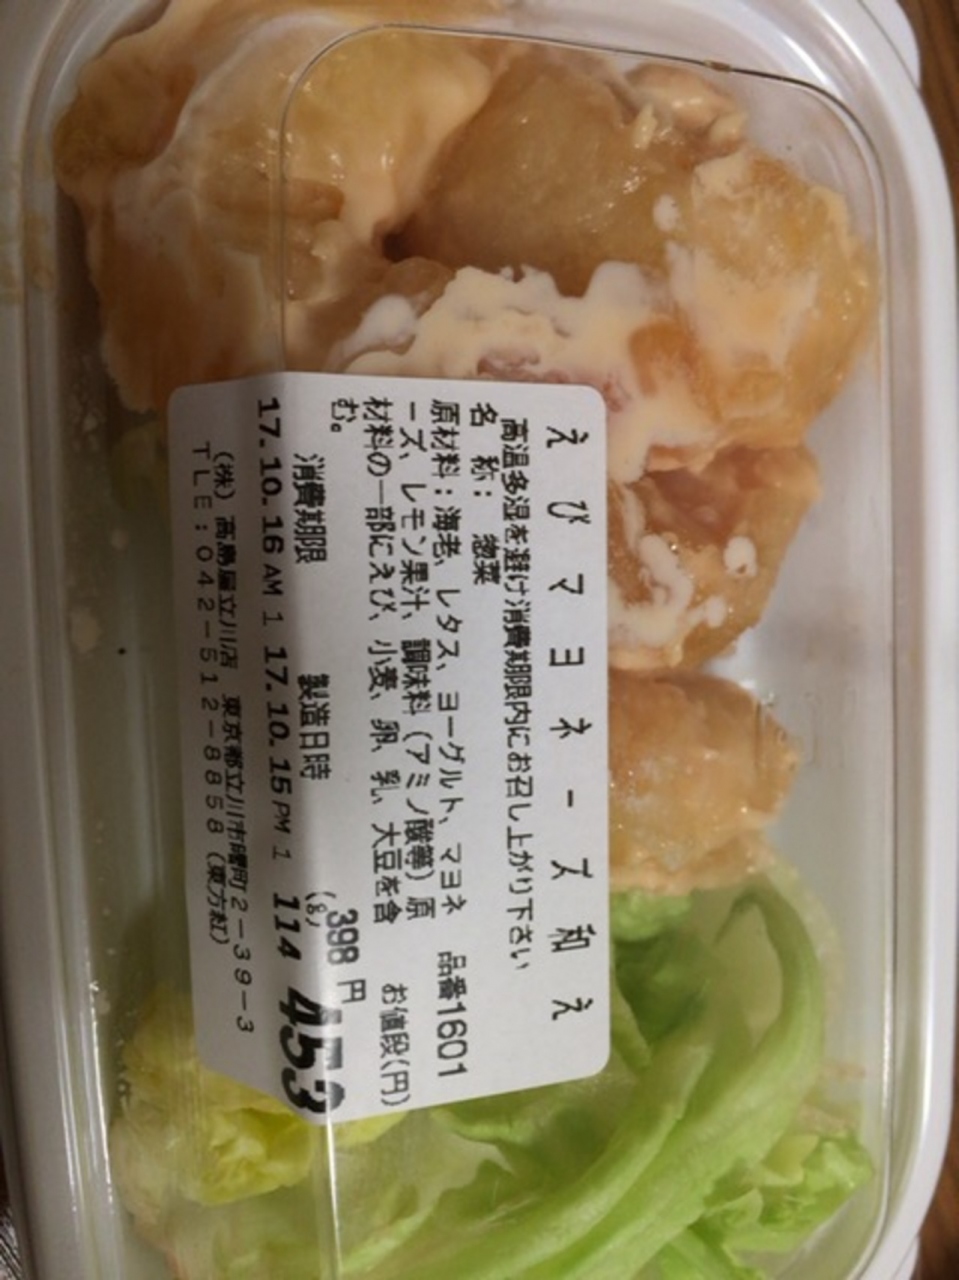 えびマヨネーズ和え
高温多湿を避け消費期限内にお召し上がり下さい
名 称： 惣菜
原材料：海老、レタス、ヨーグルト、マヨネ
ーズ、レモン果汁、調味料（アミノ酸等）原
材料の一部にえび、小麦、卵、乳、大豆を含
む。
品番1601
お値段(円)
398 円
消費期限 製造日時 (g)
17.10.16 AM 1 17.10.15 PM 1 114 453
（株）高島屋立川店 東京都立川市曙町2－39－3
TLE：042－512－8858（東方紅）